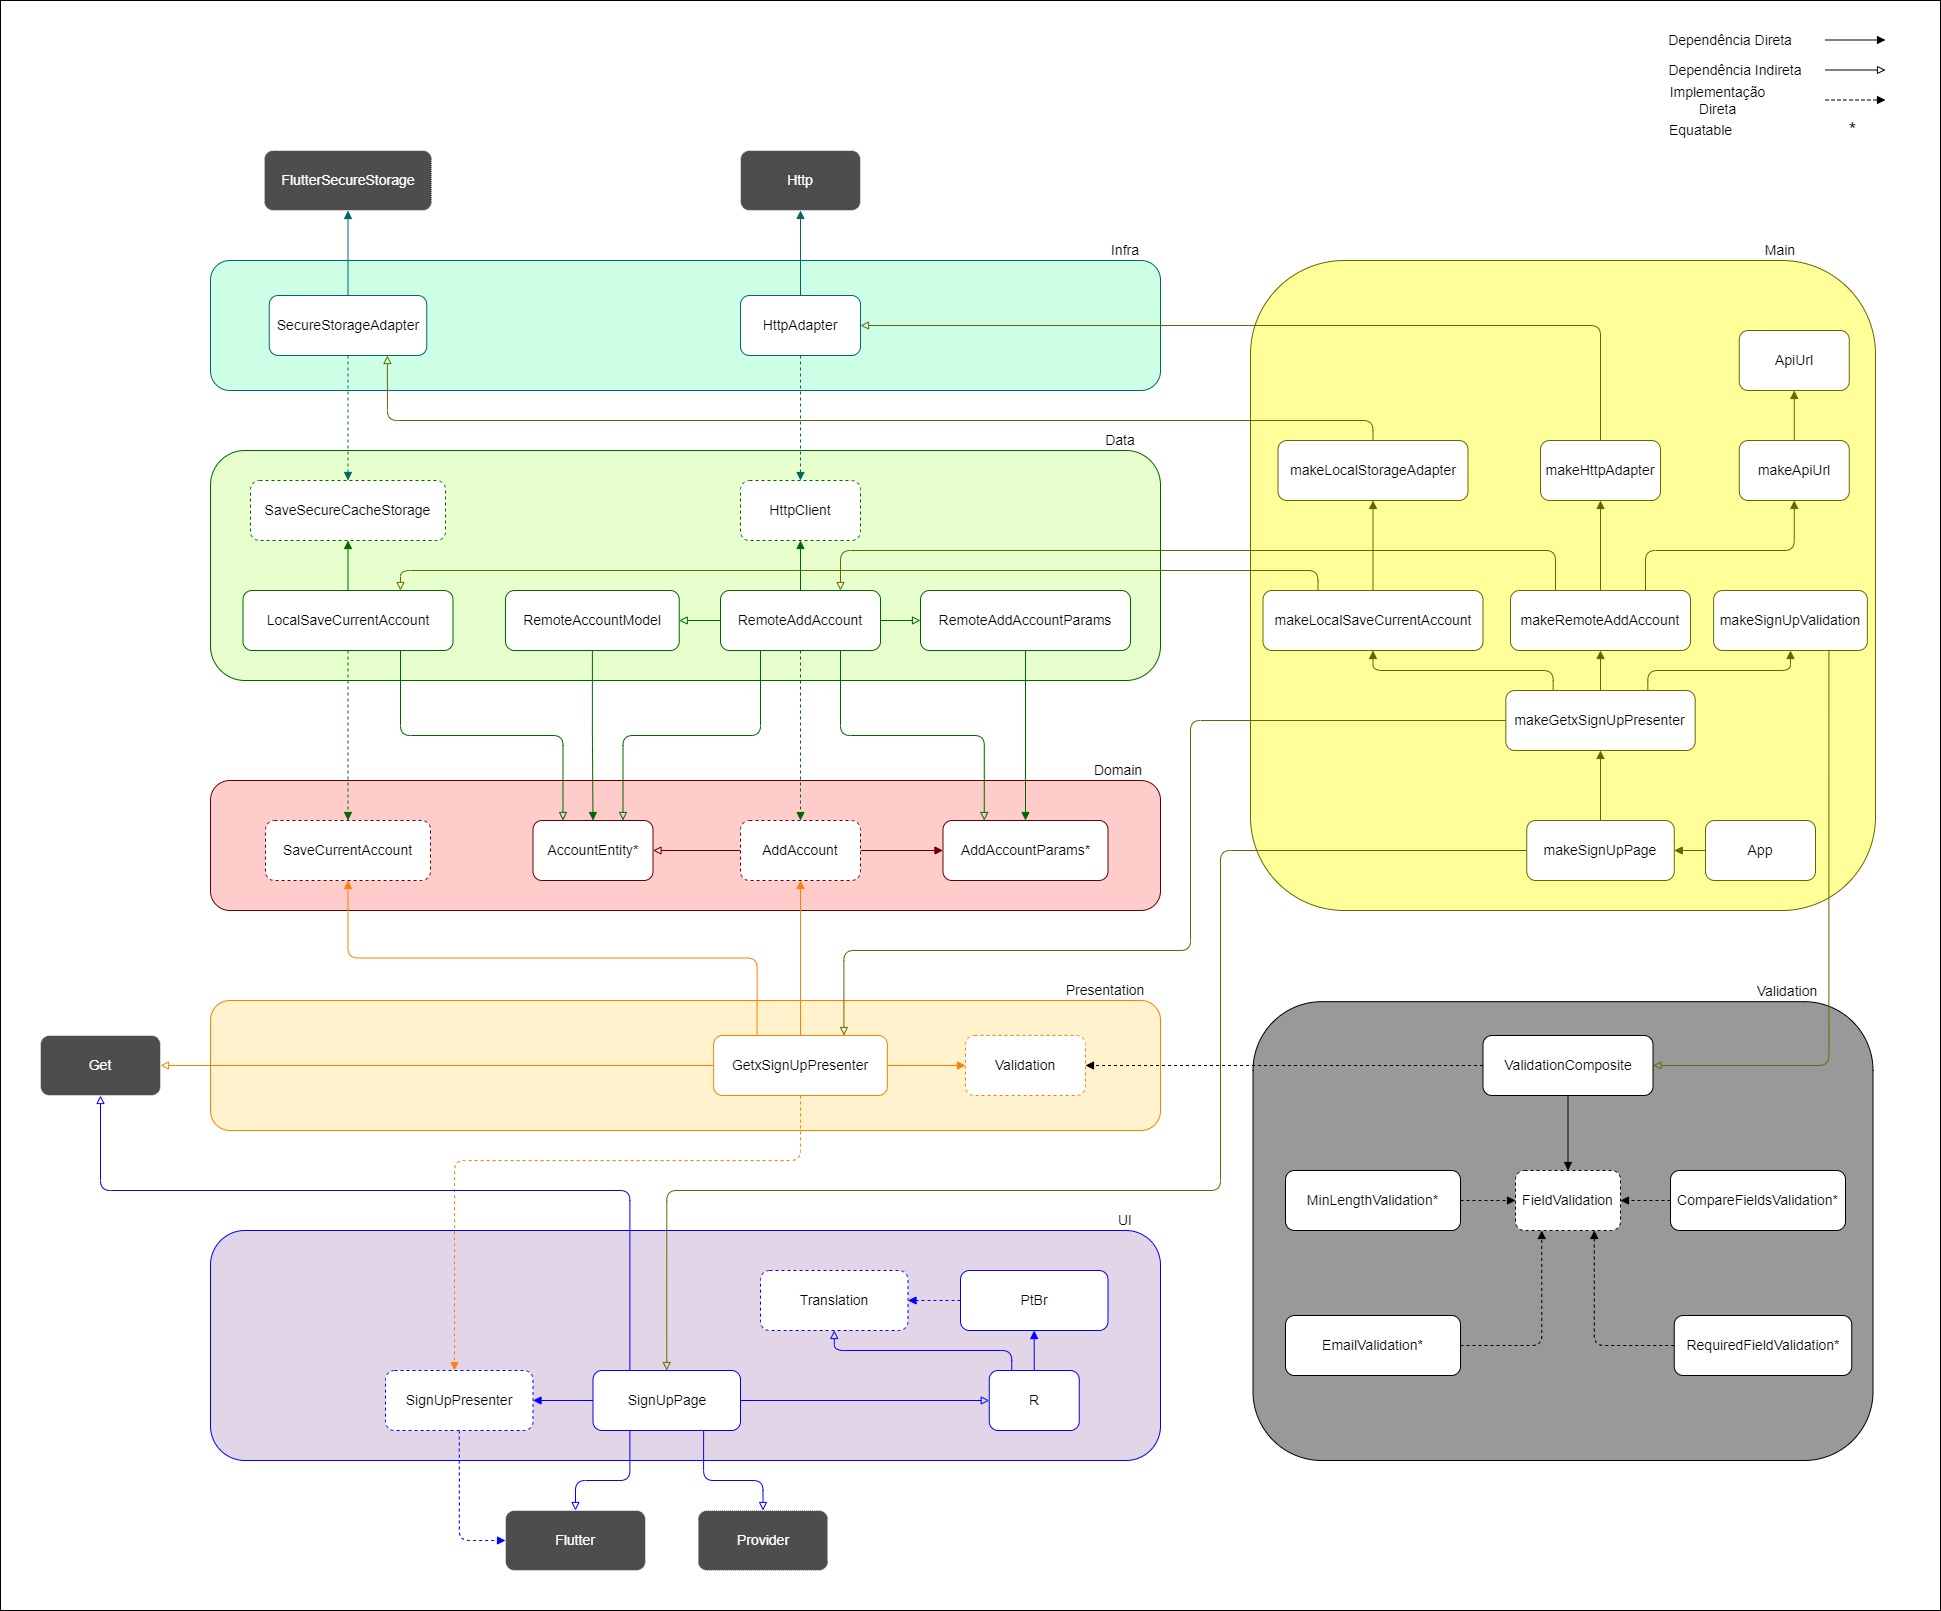 Dependência Direta
Dependência Indireta
Implementação
Direta
Equatable *
FlutterSecureStorage
Http
Infra
Main
SecureStorageAdapter
HttpAdapter
ApiUrl
Data
makeLocalStorageAdapter
makeHttpAdapter
makeApiUrl
SaveSecureCacheStorage
HttpClient
LocalSaveCurrentAccount
RemoteAccountModel
RemoteAddAccount
RemoteAddAccountParams
makeLocalSaveCurrentAccount
makeRemoteAddAccount
makeSignUpValidation
makeGetxSignUpPresenter
Domain
SaveCurrentAccount
AccountEntity*
AddAccount
AddAccountParams*
makeSignUpPage
App
Presentation
Validation
Get
GetxSignUpPresenter
Validation
ValidationComposite
MinLengthValidation*
FieldValidation
CompareFieldsValidation*
UI
Translation
PtBr
EmailValidation*
RequiredFieldValidation*
SignUpPresenter
SignUpPage
R
Flutter
Provider